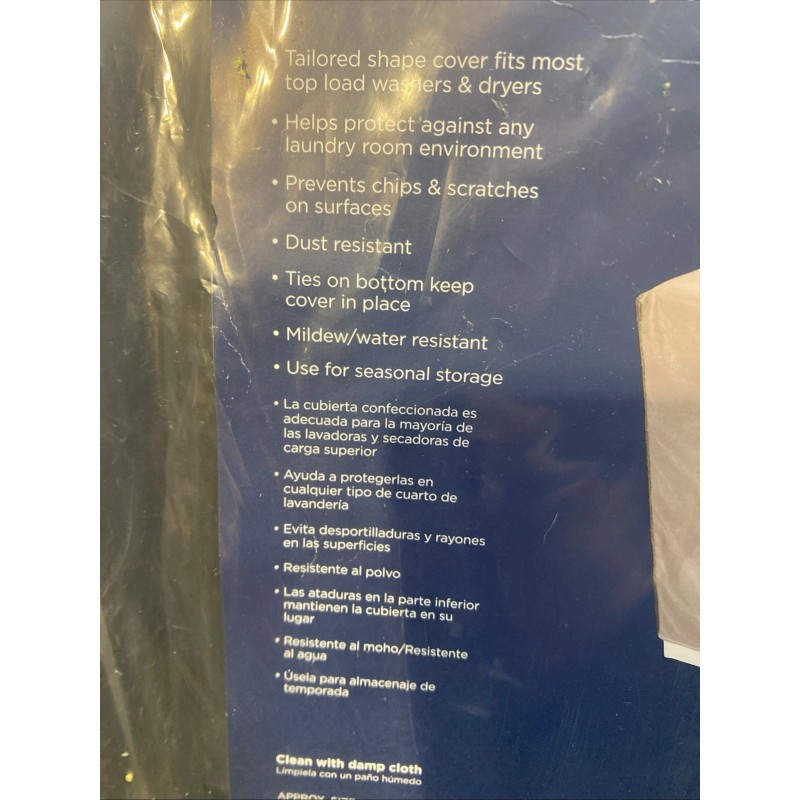 Tailored shape cover fits most
top load washers & dryers
• Helps protect against any
laundry room environment
• Prevents chips & scratches
on surfaces
• Dust resistant
• Ties on bottom keep
cover in place
• Mildew/water resistant
• Use for seasonal storage
• La cubierta confeccionada es
adecuada para la mayoría de
las lavadoras y secadoras de
carga superior
• Ayuda a protegerlas en
cualquier tipo de cuarto de
lavandería
• Evita desportilladuras y rayones
en las superficies
• Resistente al polvo
• Las ataduras en la parte inferior
mantienen la cubierta en su
lugar
• Resistente al moho/Resistente
al agua
• Úsela para almacenaje de
temporada
Clean with damp cloth
Límpiela con un paño húmedo
APPROX. SIZE